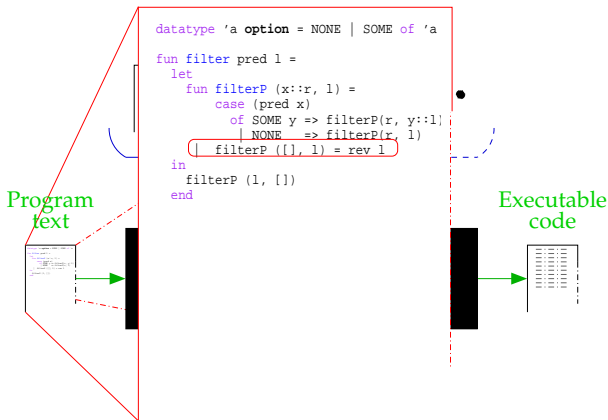 datatype 'a option = NONE | SOME of 'a
fun filter pred l =
let
fun filterP (x::r, l) =
case (pred x)
of SOME y => filterP(r, y::l)
| NONE   => filterP(r, l)
| filterP ([], l) = rev l
in
filterP (l, [])
end
Program
text
Executable
code